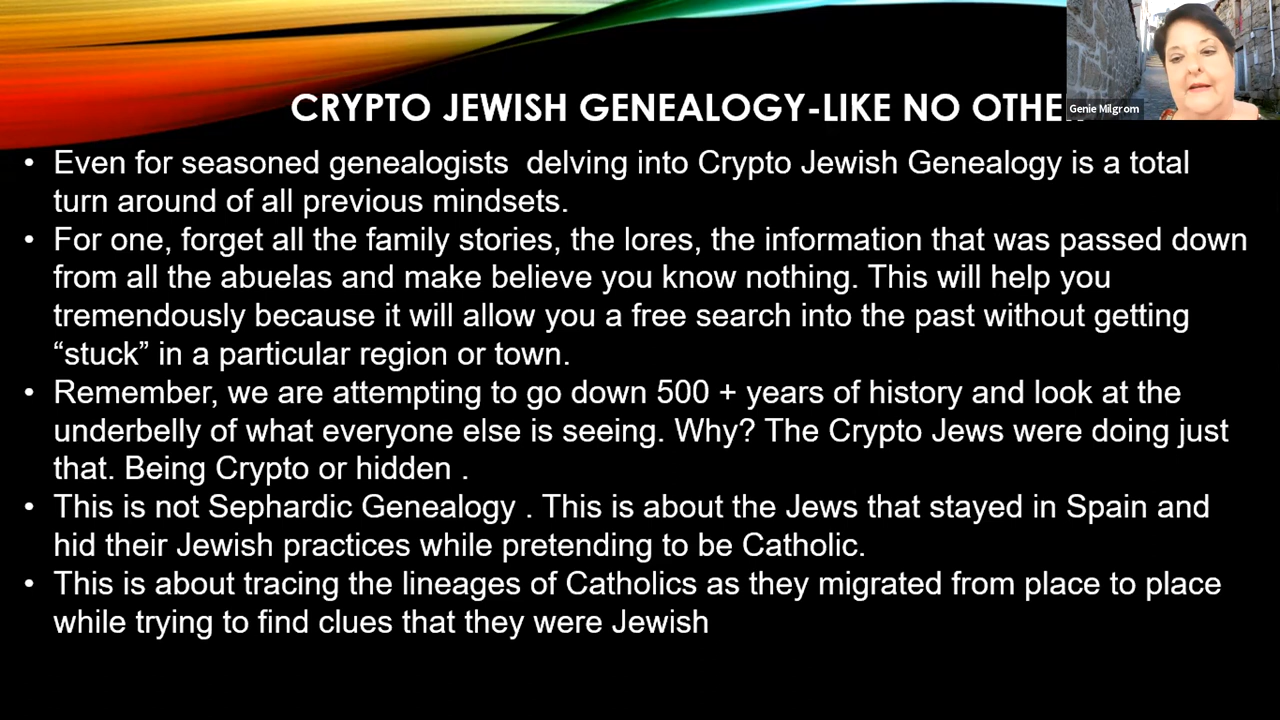 CRYPTO JEWISH GENEALOGY-LIKE NO OTHE
Genie Milgrom
• Even for seasoned genealogists  delving into Crypto Jewish Genealogy is a total
turn around of all previous mindsets.
• For one, forget all the family stories, the lores, the information that was passed down
from all the abuelas and make believe you know nothing. This will help you
tremendously because it will allow you a free search into the past without getting
“stuck” in a particular region or town.
• Remember, we are attempting to go down 500 + years of history and look at the
underbelly of what everyone else is seeing. Why? The Crypto Jews were doing just
that. Being Crypto or hidden .
• This is not Sephardic Genealogy . This is about the Jews that stayed in Spain and
hid their Jewish practices while pretending to be Catholic.
• This is about tracing the lineages of Catholics as they migrated from place to place
while trying to find clues that they were Jewish